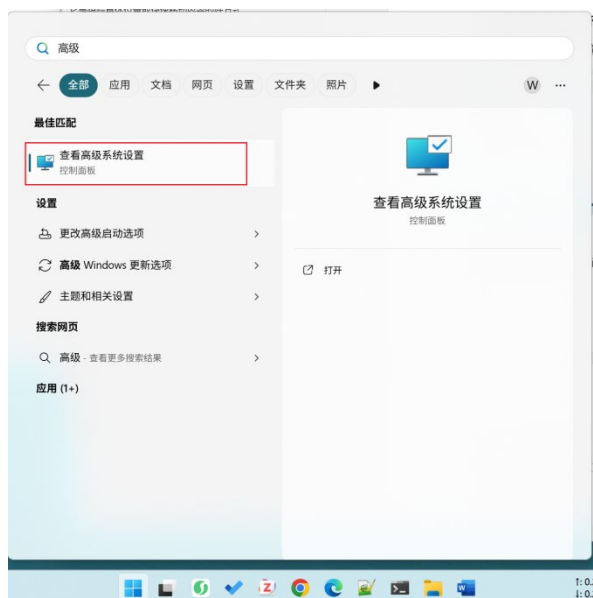 高级
全部 应用 文档 网页 设置 文件夹 照片 W
最佳匹配
查看高级系统设置
控制面板
查看高级系统设置
控制面板
打开
设置
更改高级启动选项
高级 Windows 更新选项
主题和相关设置
搜索网页
高级 - 查看更多搜索结果
应用 (1+)
↑: 0.
↓: 0.